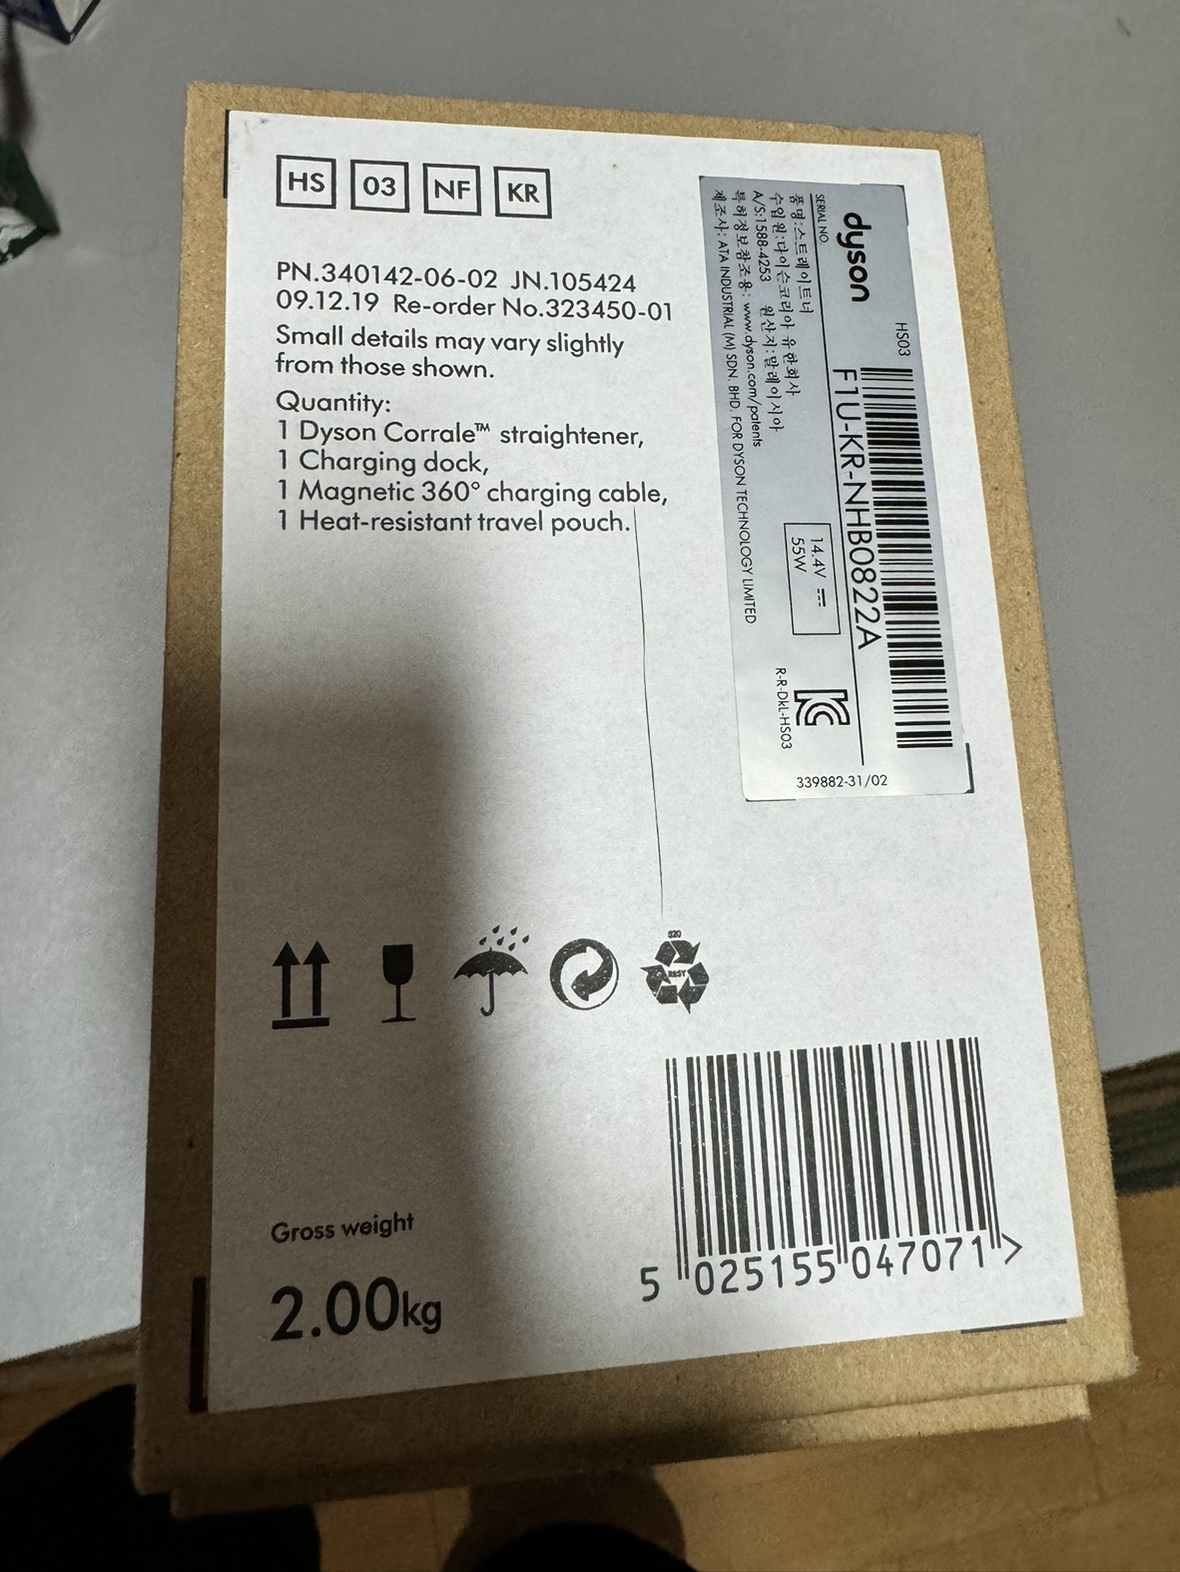 HS 03 NF KR
PN.340142-06-02 JN.105424
09.12.19 Re-order No.323450-01
Small details may vary slightly
from those shown.
Quantity:
1 Dyson Corrale™ straightener,
1 Charging dock,
1 Magnetic 360° charging cable,
1 Heat-resistant travel pouch.
dyson
HS03
SERIAL NO.
F1U-KR-NHB0822A
품명:스트레이트너
수입원:다이슨코리아 유한회사
A/S:1588-4253 원산지:말레이시아
특허정보참조용: www.dyson.com/patents
제조사: ATA INDUSTRIAL (M) SDN. BHD. FOR DYSON TECHNOLOGY LIMITED
14.4V ⎓
55W
R-R-DkL-HS03
339882-31/02
S20
RESY
Gross weight
2.00kg
5 025155 047071 >